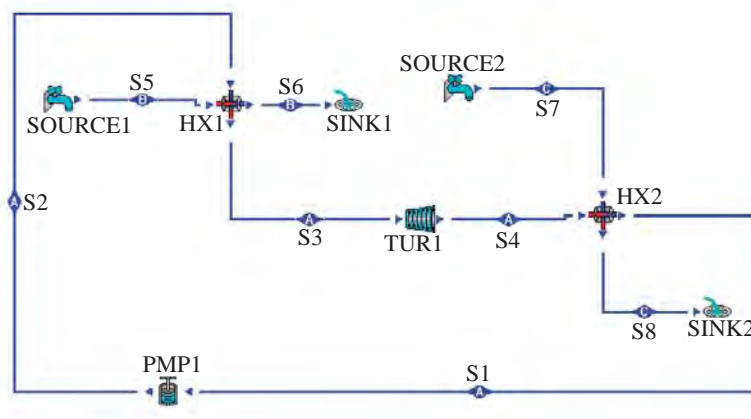 SOURCE2
S5
S6
S7
SOURCE1
HX1
SINK1
HX2
S2
A
B
B
C
A
A
S3
TUR1
S4
C
S8
SINK2
PMP1
S1
A